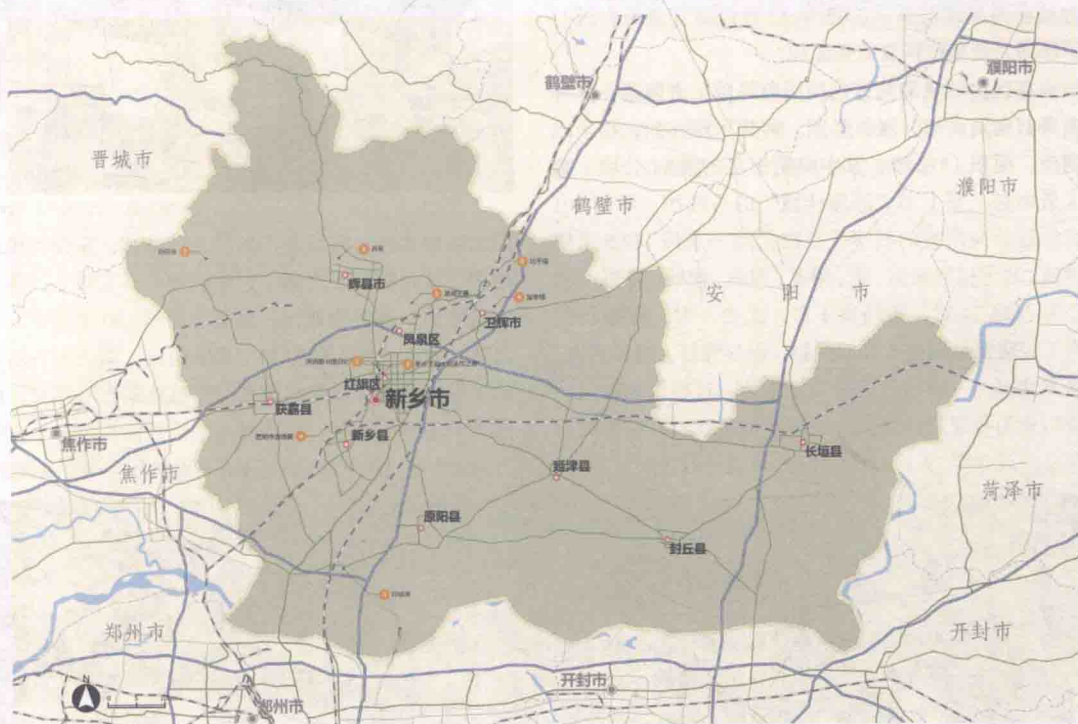 濮阳市
鹤壁市
晋城市
濮阳市
鹤壁市
辉县市
安阳市
卫辉市
凤泉区
红旗区
新乡市
获嘉县
焦作市
新乡县
长垣县
焦作市
延津县
菏泽市
原阳县
封丘县
郑州市
开封市
开封市
N
郑州市